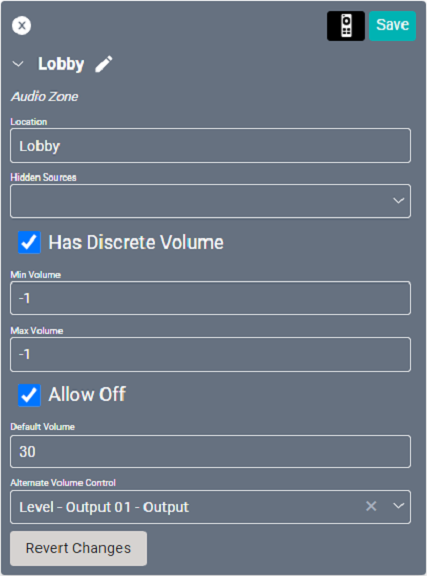 Save
Lobby
Audio Zone
Location
Lobby
Hidden Sources
Has Discrete Volume
Min Volume
-1
Max Volume
-1
Allow Off
Default Volume
30
Alternate Volume Control
Level - Output 01 - Output
Revert Changes